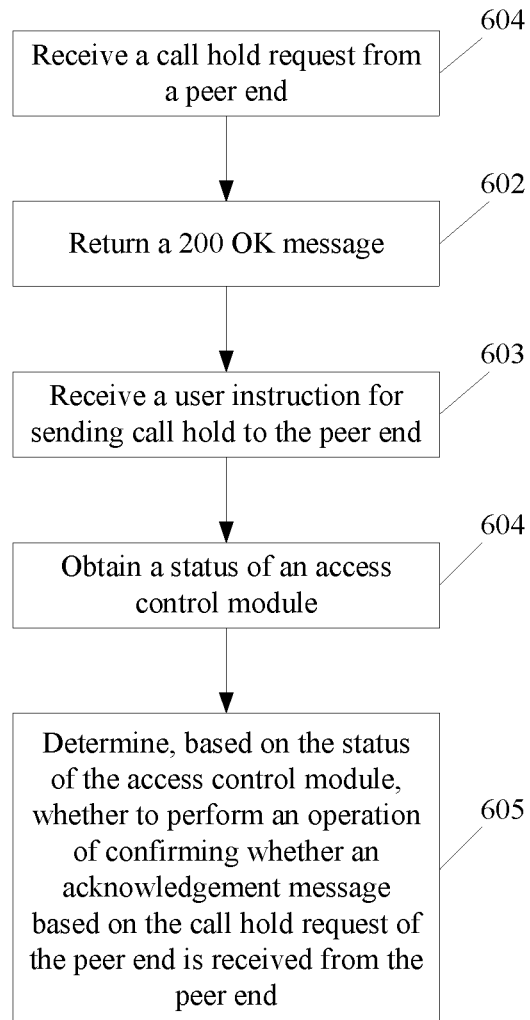 604
Receive a call hold request from
a peer end
602
Return a 200 OK message
603
Receive a user instruction for
sending call hold to the peer end
604
Obtain a status of an access
control module
605
Determine, based on the status
of the access control module,
whether to perform an operation
of confirming whether an
acknowledgement message
based on the call hold request of
the peer end is received from the
peer end